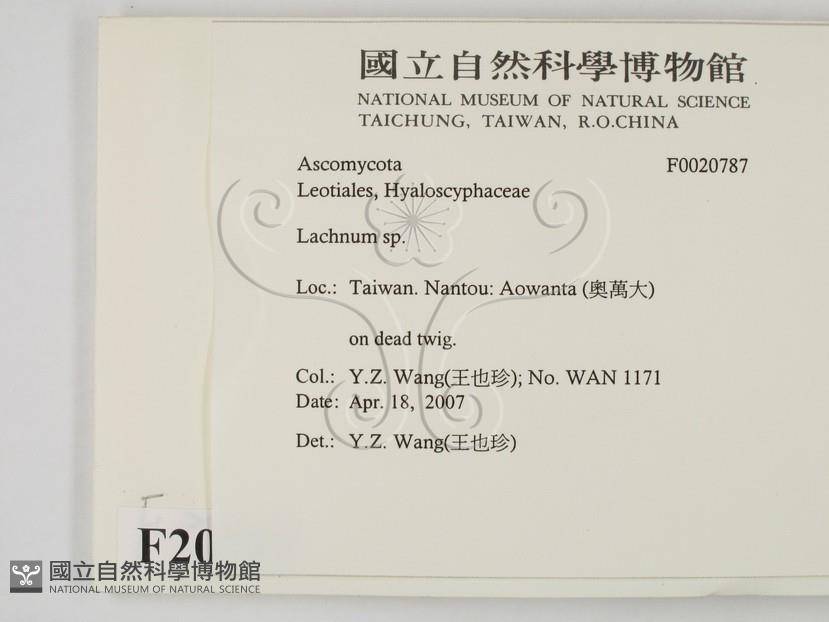 國立自然科學博物館
NATIONAL MUSEUM OF NATURAL SCIENCE
TAICHUNG, TAIWAN, R.O.CHINA
Ascomycota F0020787
Leotiales, Hyaloscyphaceae
Lachnum sp.
Loc.: Taiwan. Nantou: Aowanta (奧萬大)
on dead twig.
Col.: Y.Z. Wang(王也珍); No. WAN 1171
Date: Apr. 18, 2007
Det.: Y.Z. Wang(王也珍)
F20
國立自然科學博物館
NATIONAL MUSEUM OF NATURAL SCIENCE